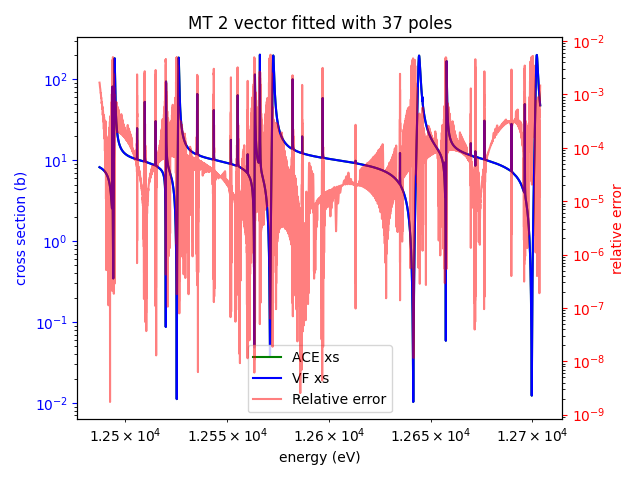 MT 2 vector fitted with 37 poles
cross section (b)
10²
10¹
10⁰
10⁻¹
10⁻²
10⁻²
10⁻³
10⁻⁴
10⁻⁵
10⁻⁶
10⁻⁷
10⁻⁸
10⁻⁹
relative error
ACE xs
VF xs
Relative error
1.25 × 10⁴ 1.255 × 10⁴ 1.26 × 10⁴ 1.265 × 10⁴ 1.27 × 10⁴
energy (eV)